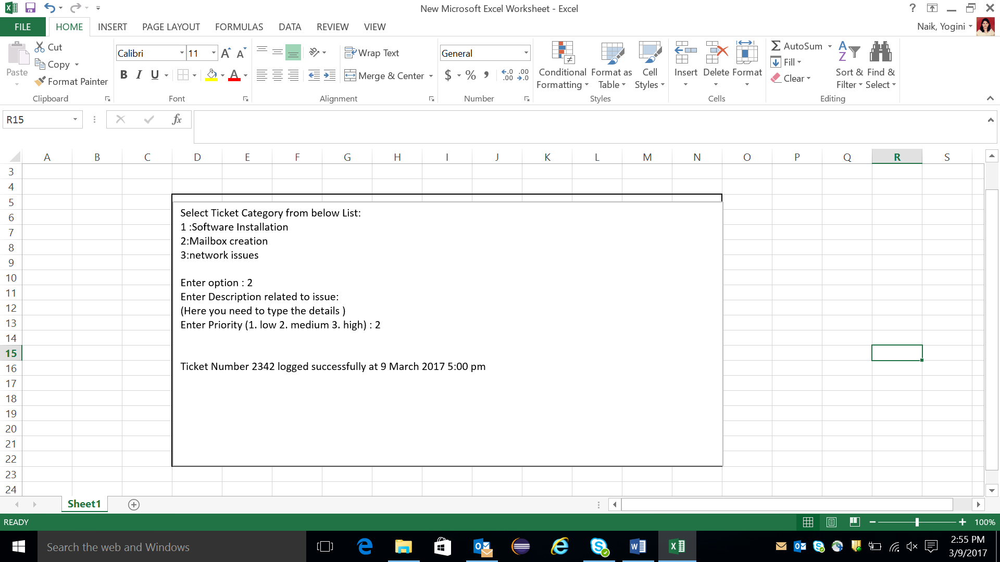 New Microsoft Excel Worksheet - Excel
?
FILE HOME INSERT PAGE LAYOUT FORMULAS DATA REVIEW VIEW
Naik, Yogini
Paste
Cut
Copy
Format Painter
Clipboard
Calibri 11
A A
B I U A
Font
Wrap Text
Merge & Center
Alignment
General
$ % , .0 .00 .00 .0
Number
Conditional Formatting
Format as Table
Cell Styles
Styles
Insert Delete Format
Cells
AutoSum
Fill
Clear
Sort & Filter
Find & Select
Editing
R15
fx
A B C D E F G H I J K L M N O P Q R S
3
4
5
6
7
8
9
10
11
12
13
14
15
16
17
18
19
20
21
22
23
24
Select Ticket Category from below List:
1 :Software Installation
2:Mailbox creation
3:network issues
Enter option : 2
Enter Description related to issue:
(Here you need to type the details )
Enter Priority (1. low 2. medium 3. high) : 2
Ticket Number 2342 logged successfully at 9 March 2017 5:00 pm
Sheet1
READY
100%
Search the web and Windows
2:55 PM
3/9/2017